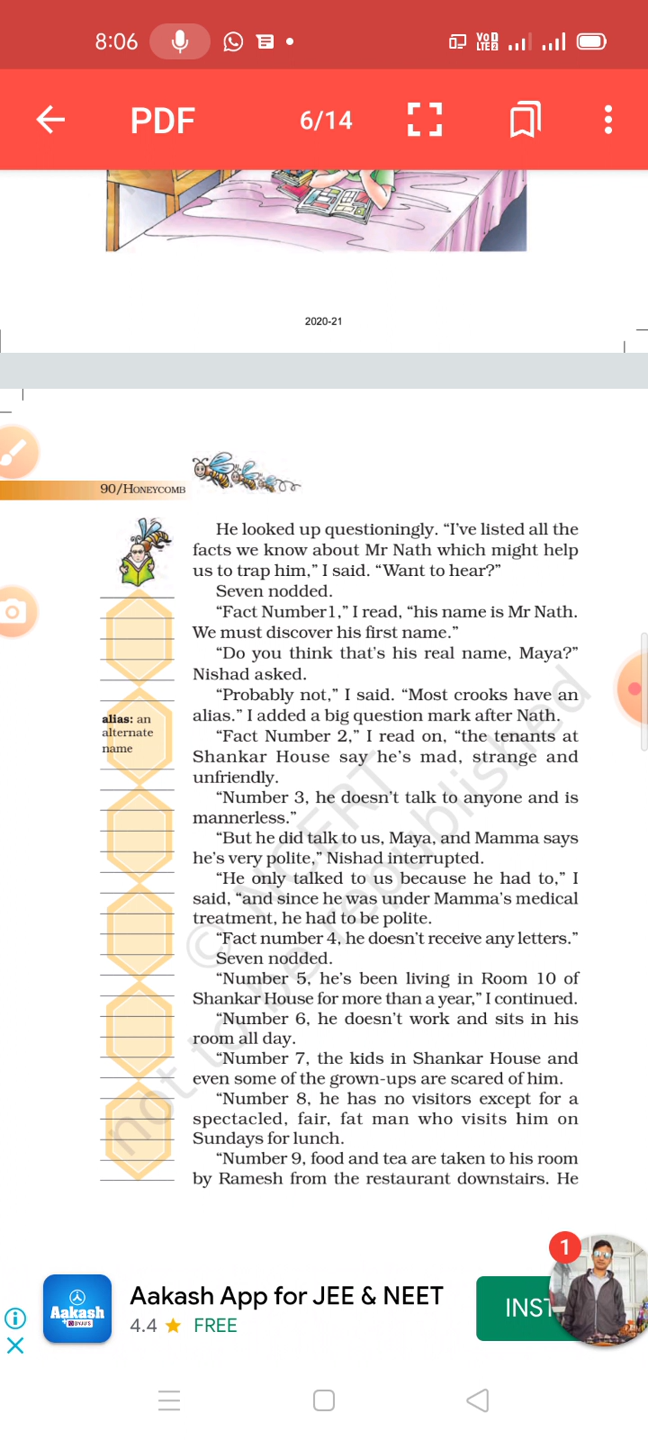 8:06
VoD LTE2
PDF
6/14
2020-21
90/HONEYCOMB
He looked up questioningly. “I’ve listed all the
facts we know about Mr Nath which might help
us to trap him,” I said. “Want to hear?”
Seven nodded.
“Fact Number1,” I read, “his name is Mr Nath.
We must discover his first name.”
“Do you think that’s his real name, Maya?”
Nishad asked.
“Probably not,” I said. “Most crooks have an
alias.” I added a big question mark after Nath.
alias: an
alternate
name
“Fact Number 2,” I read on, “the tenants at
Shankar House say he’s mad, strange and
unfriendly.
“Number 3, he doesn’t talk to anyone and is
mannerless.”
“But he did talk to us, Maya, and Mamma says
he’s very polite,” Nishad interrupted.
“He only talked to us because he had to,” I
said, “and since he was under Mamma’s medical
treatment, he had to be polite.
“Fact number 4, he doesn’t receive any letters.”
Seven nodded.
“Number 5, he’s been living in Room 10 of
Shankar House for more than a year,” I continued.
“Number 6, he doesn’t work and sits in his
room all day.
“Number 7, the kids in Shankar House and
even some of the grown-ups are scared of him.
“Number 8, he has no visitors except for a
spectacled, fair, fat man who visits him on
Sundays for lunch.
“Number 9, food and tea are taken to his room
by Ramesh from the restaurant downstairs. He
© NCERT
not to be republished
1
Aakash
BYJU'S
Aakash App for JEE & NEET
4.4 ★ FREE
INST